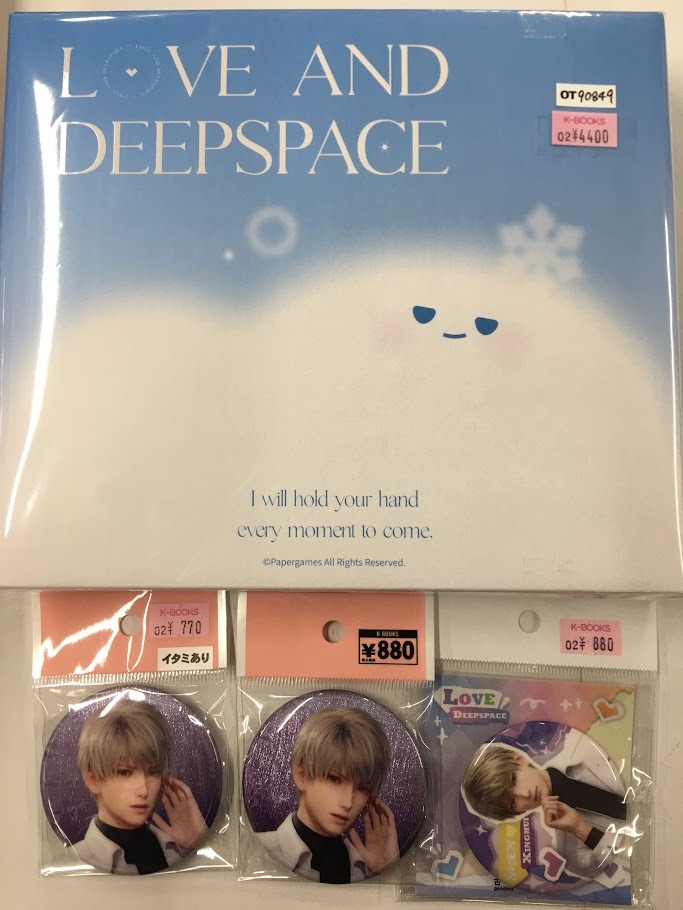 LOVE AND
DEEPSPACE
OT90849
K-BOOKS
02¥4400
I will hold your hand
every moment to come.
©Papergames All Rights Reserved.
K-BOOKS
02¥ 770
イタミあり
K-BOOKS
¥880
K-BOOKS
02¥ 880
LOVE
DEEPSPACE
XINGHUI